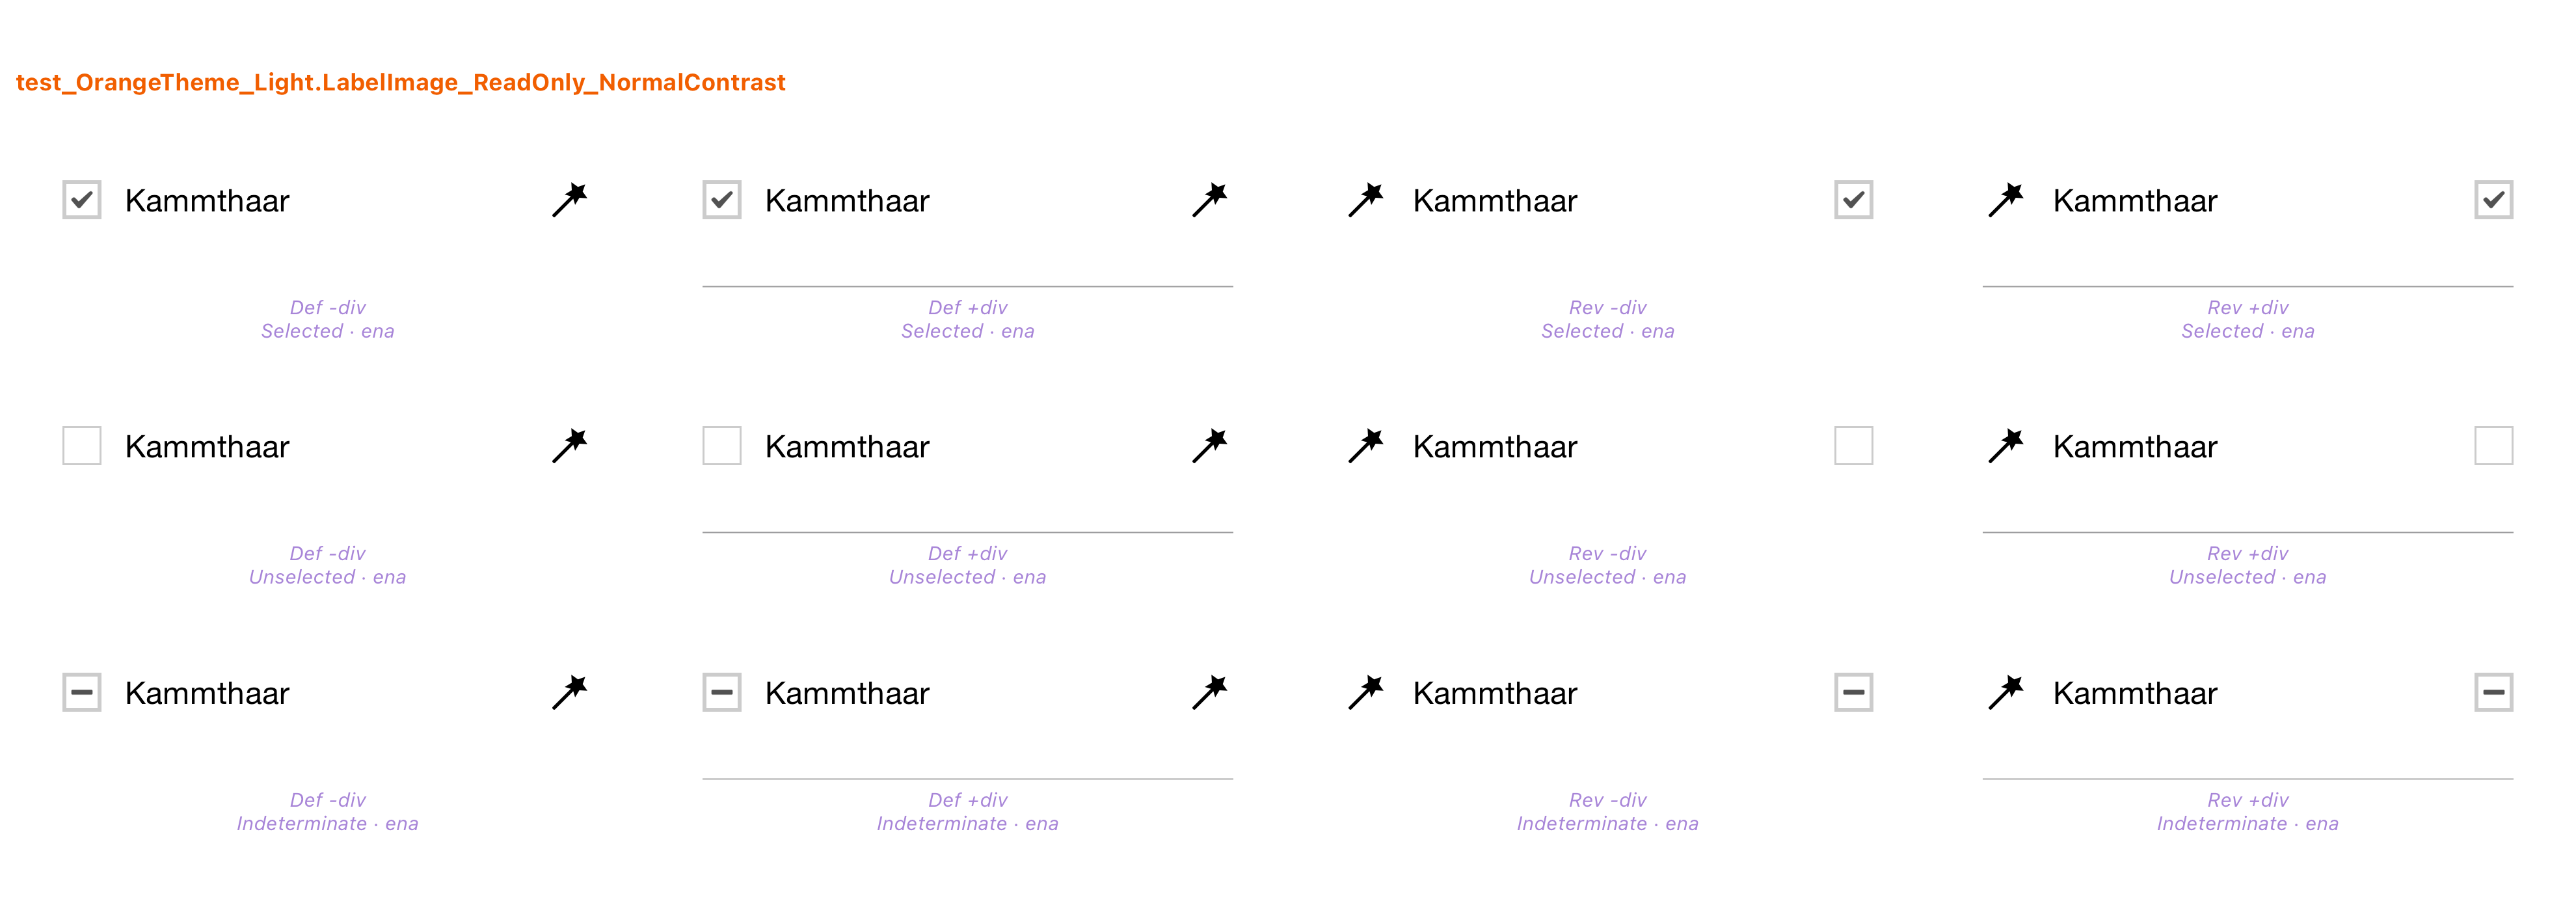 test_OrangeTheme_Light.LabelImage_ReadOnly_NormalContrast
Kammthaar
Kammthaar
Kammthaar
Kammthaar
Def -div
Selected · ena
Def +div
Selected · ena
Rev -div
Selected · ena
Rev +div
Selected · ena
Kammthaar
Kammthaar
Kammthaar
Kammthaar
Def -div
Unselected · ena
Def +div
Unselected · ena
Rev -div
Unselected · ena
Rev +div
Unselected · ena
Kammthaar
Kammthaar
Kammthaar
Kammthaar
Def -div
Indeterminate · ena
Def +div
Indeterminate · ena
Rev -div
Indeterminate · ena
Rev +div
Indeterminate · ena